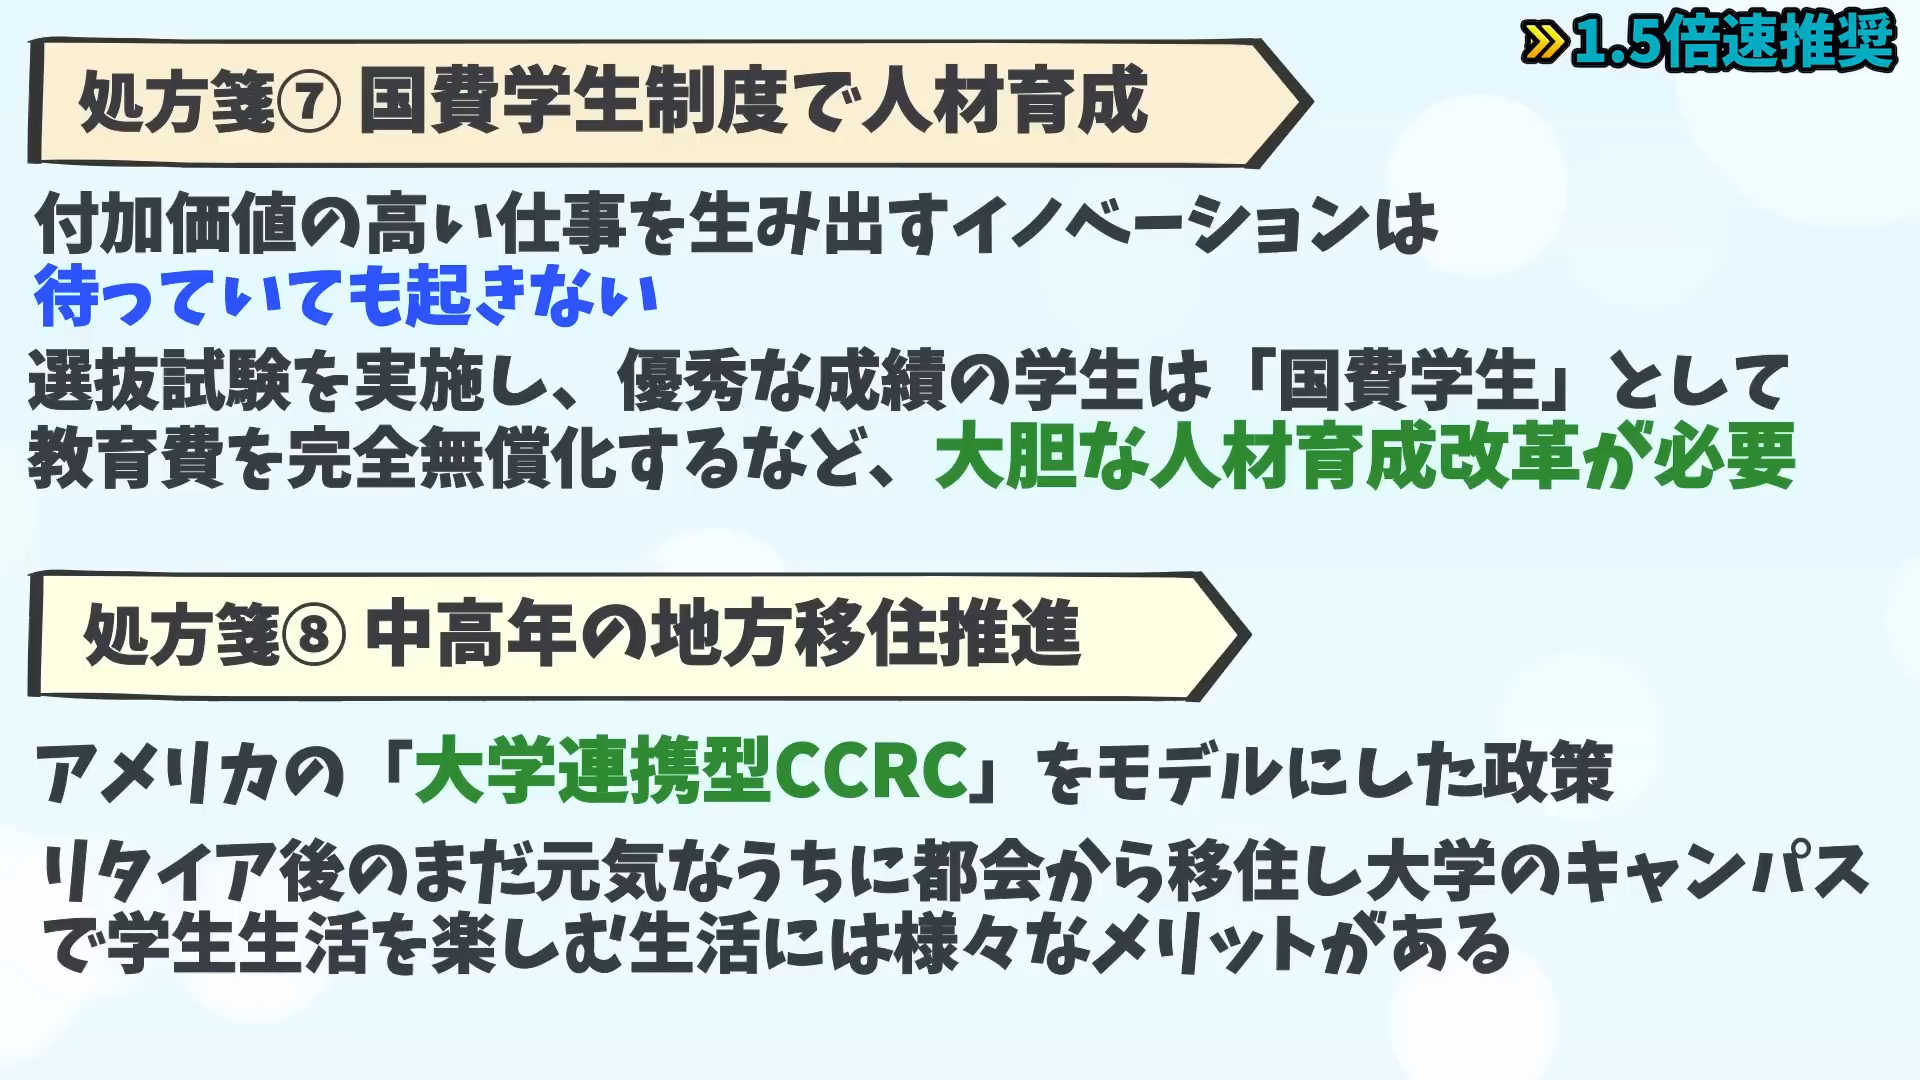 »1.5倍速推奨
処方箋⑦ 国費学生制度で人材育成
付加価値の高い仕事を生み出すイノベーションは
待っていても起きない
選抜試験を実施し、優秀な成績の学生は「国費学生」として
教育費を完全無償化するなど、大胆な人材育成改革が必要
処方箋⑧ 中高年の地方移住推進
アメリカの「大学連携型CCRC」をモデルにした政策
リタイア後のまだ元気なうちに都会から移住し大学のキャンパス
で学生生活を楽しむ生活には様々なメリットがある